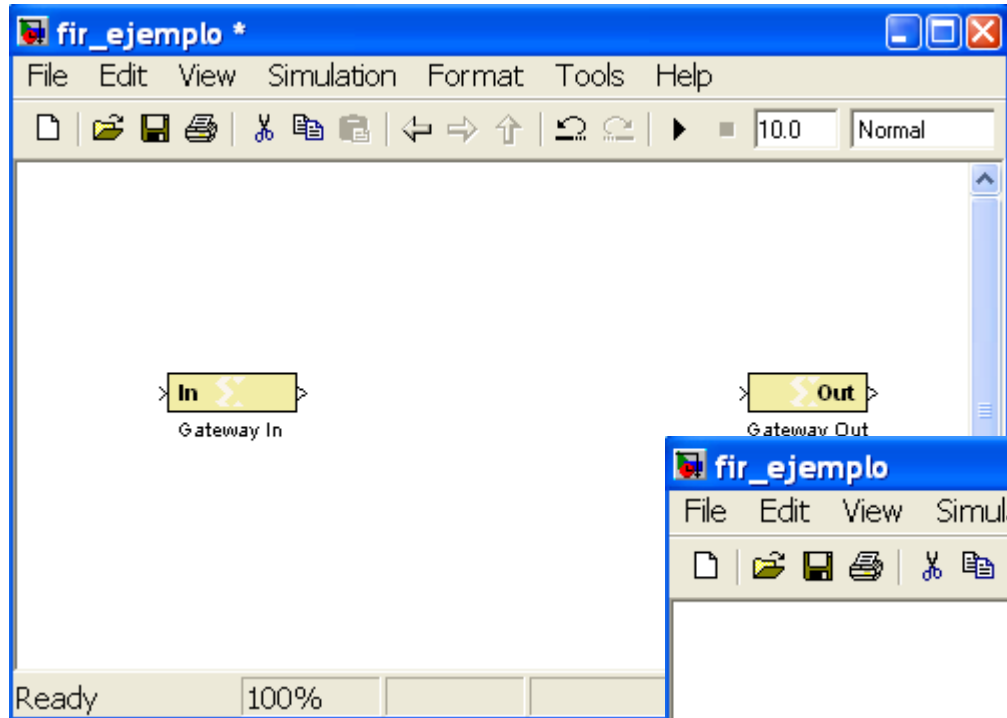 fir_ejemplo *
File Edit View Simulation Format Tools Help
10.0 Normal
In Out
Gateway In Gateway Out
fir_ejemplo
File Edit View Simul
Ready 100%